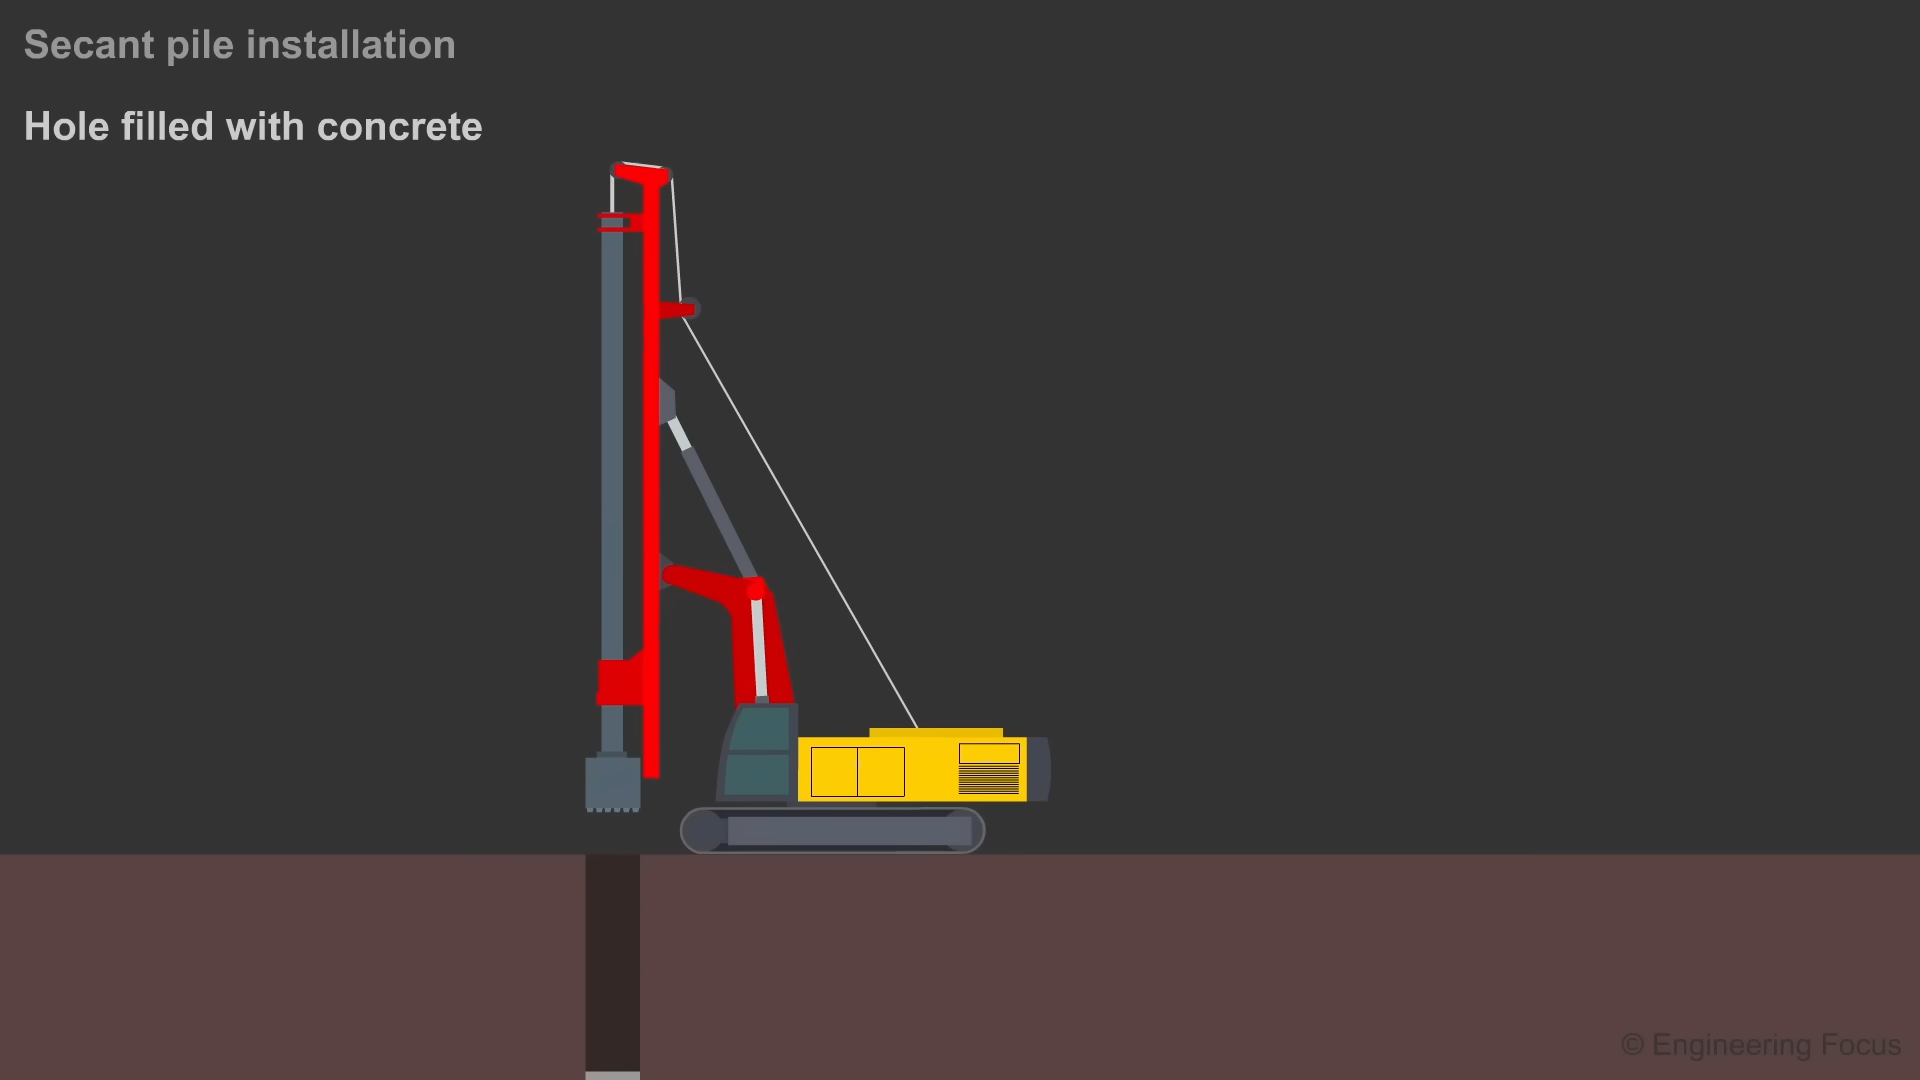 Secant pile installation
Hole filled with concrete
© Engineering Focus